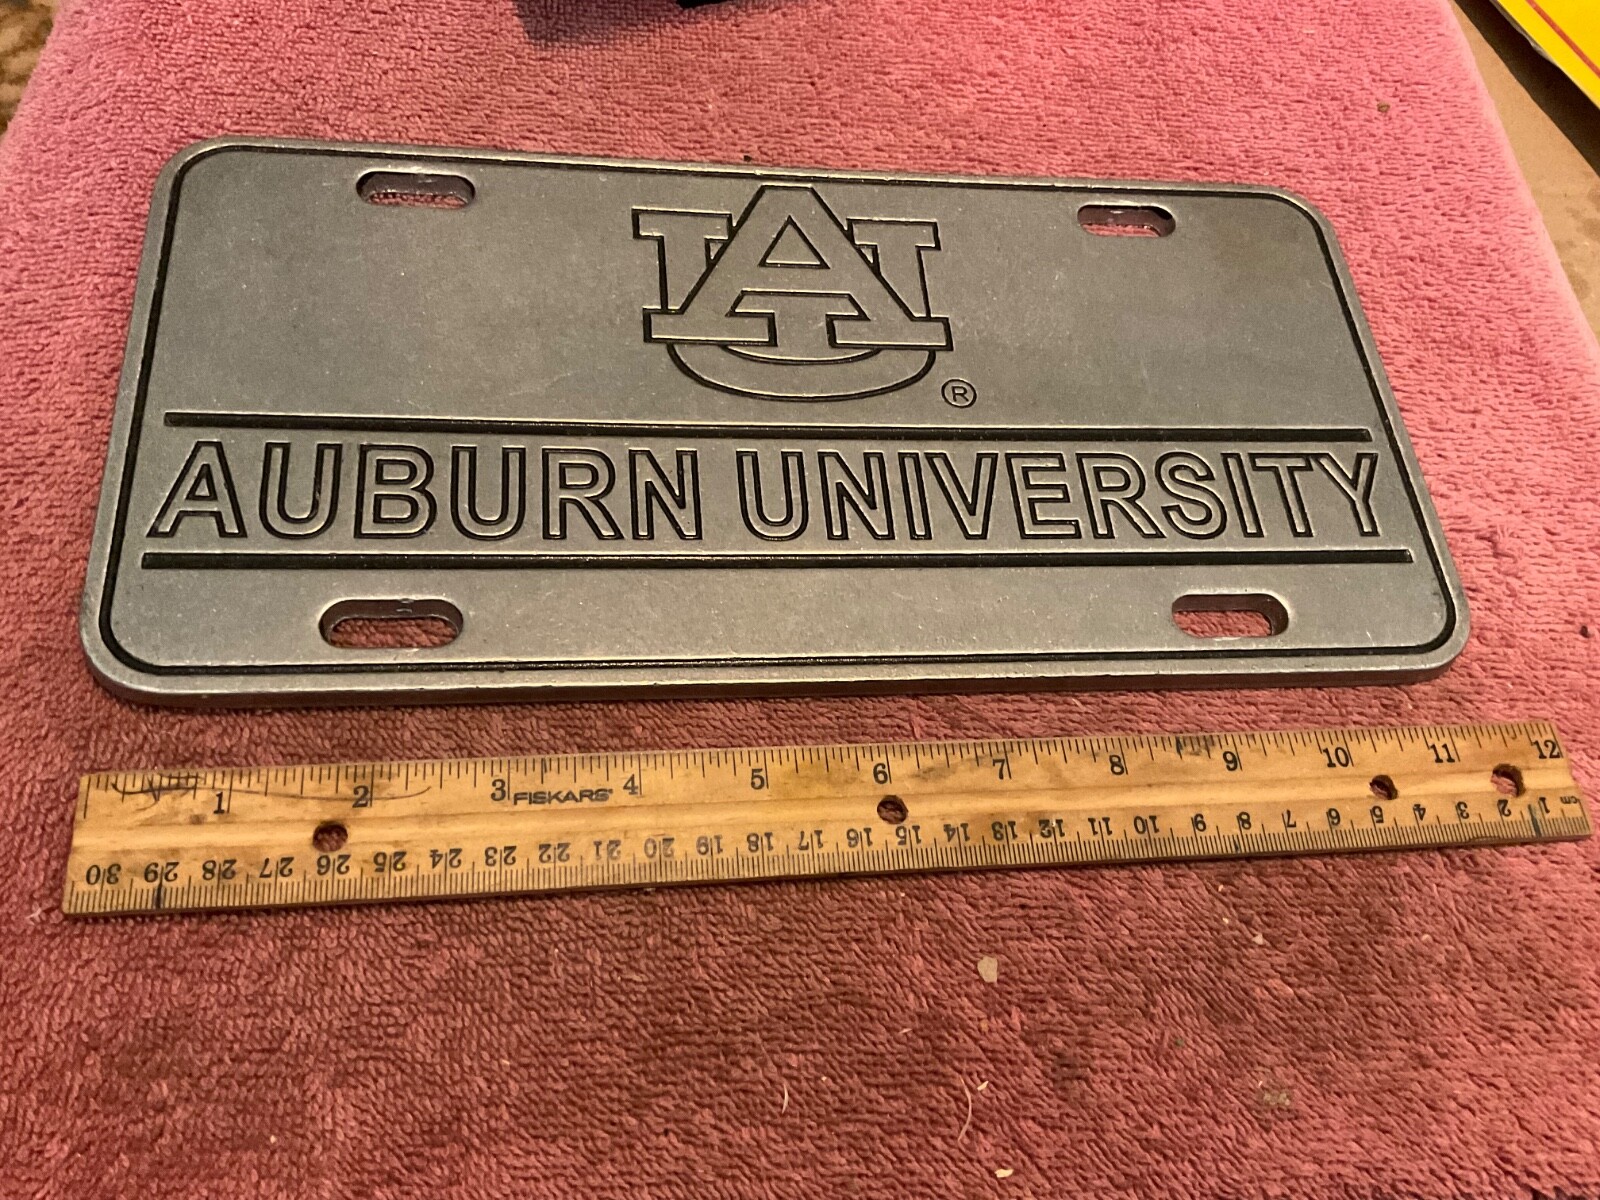 AU
®
AUBURN UNIVERSITY
1 2 3 FISKARS® 4 5 6 7 8 9 10 11 12
30 29 28 27 26 25 24 23 22 21 20 19 18 17 16 15 14 13 12 11 10 9 8 7 6 5 4 3 2 1 cm